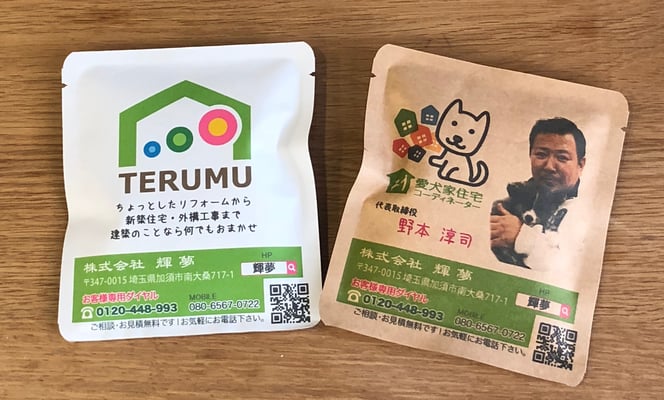 TERUMU
ちょっとしたリフォームから
新築住宅・外構工事まで
建築のことなら何でもおまかせ
株式会社 輝夢
HP
輝夢
〒347-0015 埼玉県加須市南大桑717-1
お客様専用ダイヤル
MOBILE
0120-448-993 080-6567-0722
ご相談・お見積無料です!お気軽にお電話下さい。
愛犬家住宅
コーディネーター
代表取締役
野本 淳司
株式会社 輝夢
HP
輝夢
〒347-0015 埼玉県加須市南大桑717-1
お客様専用ダイヤル
MOBILE
0120-448-993 080-6567-0722
ご相談・お見積無料です!お気軽にお電話下さい。